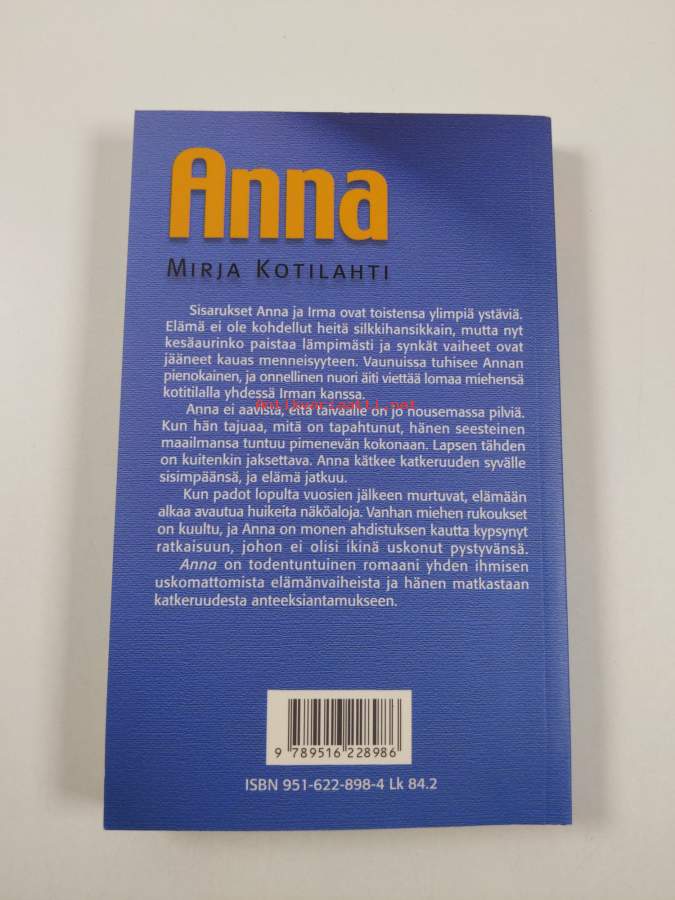 Anna
MIRJA KOTILAHTI
Sisarukset Anna ja Irma ovat toistensa ylimpiä ystäviä.
Elämä ei ole kohdellut heitä silkkihansikkain, mutta nyt
kesäaurinko paistaa lämpimästi ja synkät vaiheet ovat
jääneet kauas menneisyyteen. Vaunuissa tuhisee Annan
pienokainen, ja onnellinen nuori äiti viettää lomaa miehensä
kotitilalla yhdessä Irman kanssa.
Antikvariaatti.net
Anna ei aavista, että taivaalle on jo nousemassa pilviä.
Kun hän tajuaa, mitä on tapahtunut, hänen seesteinen
maailmansa tuntuu pimenevän kokonaan. Lapsen tähden
on kuitenkin jaksettava. Anna kätkee katkeruuden syvälle
sisimpäänsä, ja elämä jatkuu.
Kun padot lopulta vuosien jälkeen murtuvat, elämään
alkaa avautua huikeita näköaloja. Vanhan miehen rukoukset
on kuultu, ja Anna on monen ahdistuksen kautta kypsynyt
ratkaisuun, johon ei olisi ikinä uskonut pystyvänsä.
Anna on todentuntuinen romaani yhden ihmisen
uskomattomista elämänvaiheista ja hänen matkastaan
katkeruudesta anteeksiantamukseen.
9 789516 228986
ISBN 951-622-898-4 Lk 84.2